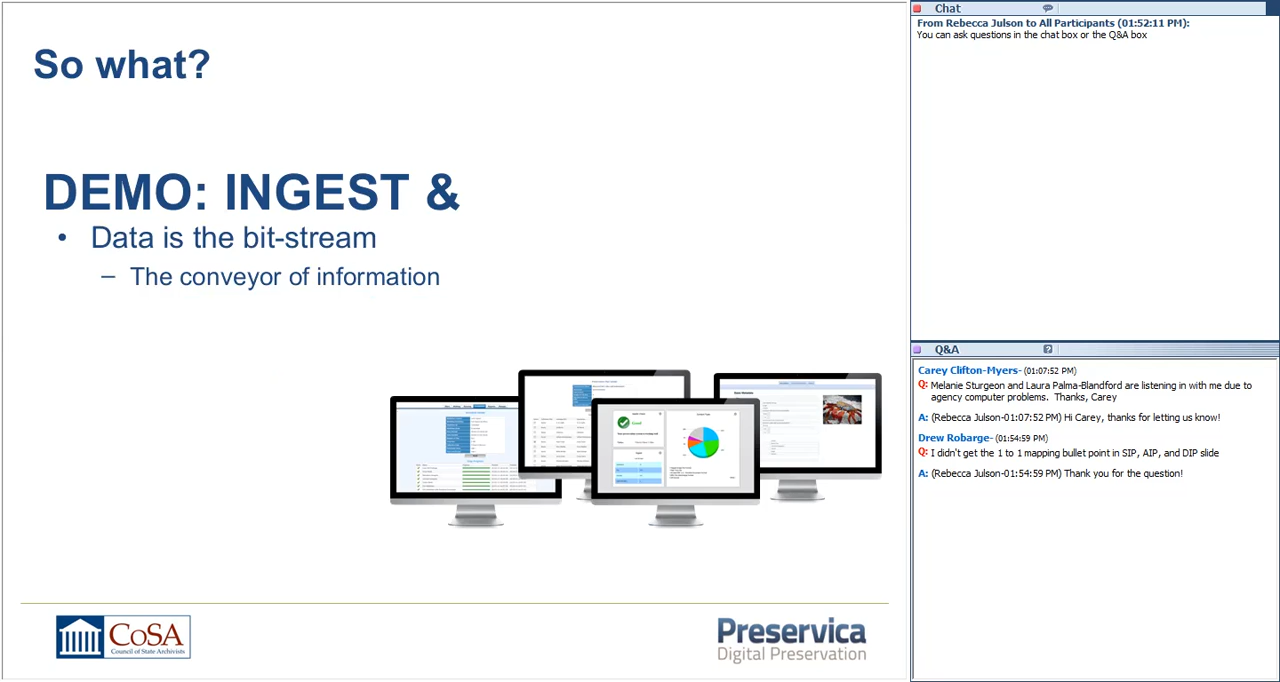 So what?
DEMO: INGEST &
• Data is the bit-stream
– The conveyor of information
Good
CoSA
Council of State Archivists
Preservica
Digital Preservation
Chat
From Rebecca Julson to All Participants (01:52:11 PM):
You can ask questions in the chat box or the Q&A box
Q&A
Carey Clifton-Myers- (01:07:52 PM)
Q: Melanie Sturgeon and Laura Palma-Blandford are listening in with me due to
agency computer problems.  Thanks, Carey
A: (Rebecca Julson-01:07:52 PM) Hi Carey, thanks for letting us know!
Drew Robarge- (01:54:59 PM)
Q: I didn't get the 1 to 1 mapping bullet point in SIP, AIP, and DIP slide
A: (Rebecca Julson-01:54:59 PM) Thank you for the question!